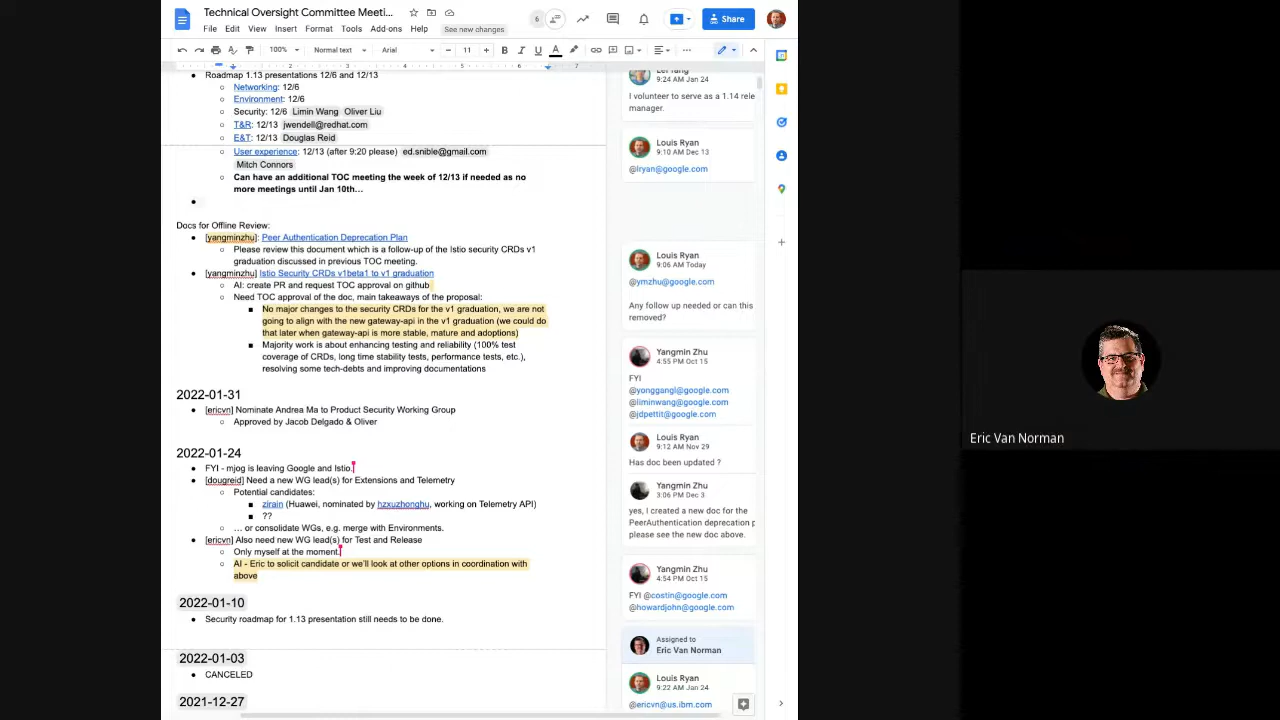 Technical Oversight Committee Meeti...
File Edit View Insert Format Tools Add-ons Help See new changes
6
Share
100% Normal text Arial 11 B I U A
2 3 4 5 6 7
Roadmap 1.13 presentations 12/6 and 12/13
Networking: 12/6
Environment: 12/6
Security: 12/6 Limin Wang Oliver Liu
T&R: 12/13 jwendell@redhat.com
E&T: 12/13 Douglas Reid
User experience: 12/13 (after 9:20 please) ed.snible@gmail.com
Mitch Connors
Can have an additional TOC meeting the week of 12/13 if needed as no
more meetings until Jan 10th…
Docs for Offline Review:
[yangminzhu]: Peer Authentication Deprecation Plan
Please review this document which is a follow-up of the Istio security CRDs v1
graduation discussed in previous TOC meeting.
[yangminzhu] Istio Security CRDs v1beta1 to v1 graduation
AI: create PR and request TOC approval on github
Need TOC approval of the doc, main takeaways of the proposal:
No major changes to the security CRDs for the v1 graduation, we are not
going to align with the new gateway-api in the v1 graduation (we could do
that later when gateway-api is more stable, mature and adoptions)
Majority work is about enhancing testing and reliability (100% test
coverage of CRDs, long time stability tests, performance tests, etc.),
resolving some tech-debts and improving documentations
2022-01-31
[ericvn] Nominate Andrea Ma to Product Security Working Group
Approved by Jacob Delgado & Oliver
2022-01-24
FYI - mjog is leaving Google and Istio.
[dougreid] Need a new WG lead(s) for Extensions and Telemetry
Potential candidates:
zirain (Huawei, nominated by hzxuzhonghu, working on Telemetry API)
??
… or consolidate WGs, e.g. merge with Environments.
[ericvn] Also need new WG lead(s) for Test and Release
Only myself at the moment.
AI - Eric to solicit candidate or we'll look at other options in coordination with
above
2022-01-10
Security roadmap for 1.13 presentation still needs to be done.
2022-01-03
CANCELED
2021-12-27
9:24 AM Jan 24
I volunteer to serve as a 1.14 rele
manager.
Louis Ryan
9:10 AM Dec 13
@lryan@google.com
Louis Ryan
9:06 AM Today
@ymzhu@google.com
Any follow up needed or can this
removed?
Yangmin Zhu
4:55 PM Oct 15
FYI
@yonggangl@google.com
@liminwang@google.com
@jdpettit@google.com
Louis Ryan
9:12 AM Nov 29
Has doc been updated ?
Yangmin Zhu
3:06 PM Dec 3
yes, I created a new doc for the
PeerAuthentication deprecation p
please see the new doc above.
Yangmin Zhu
4:54 PM Oct 15
FYI @costin@google.com
@howardjohn@google.com
Assigned to
Eric Van Norman
Louis Ryan
9:22 AM Jan 24
@ericvn@us.ibm.com
Eric Van Norman